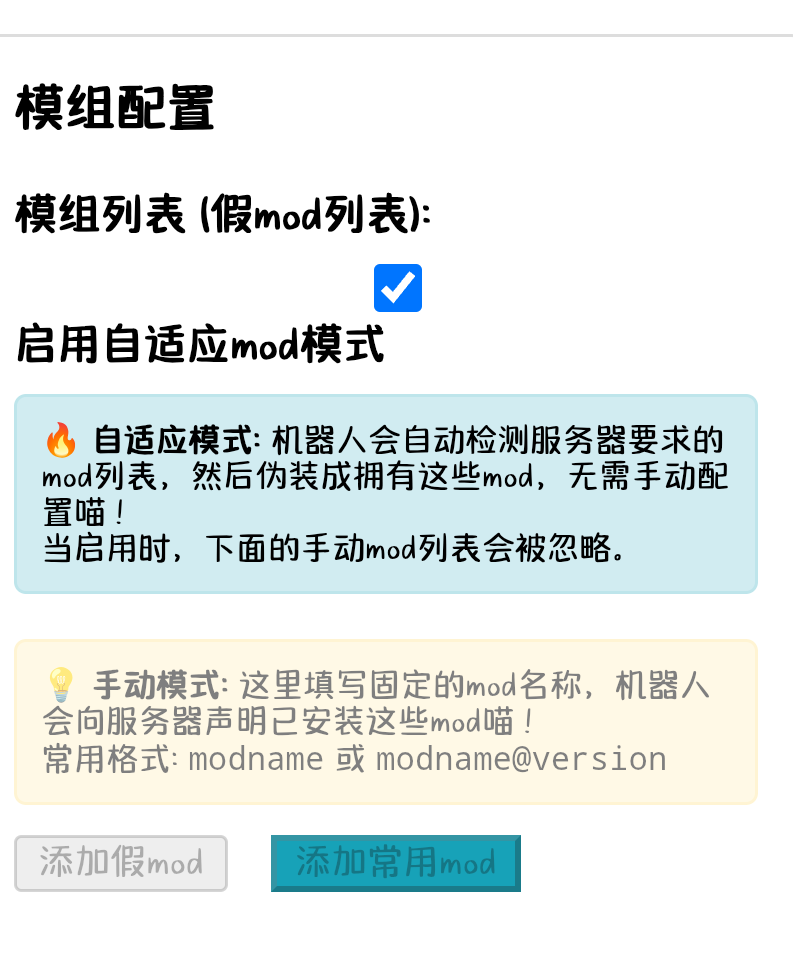 模组配置
模组列表 (假mod列表):
启用自适应mod模式
🔥 自适应模式: 机器人会自动检测服务器要求的
mod列表，然后伪装成拥有这些mod，无需手动配
置喵！
当启用时，下面的手动mod列表会被忽略。
💡 手动模式: 这里填写固定的mod名称，机器人
会向服务器声明已安装这些mod喵！
常用格式: modname 或 modname@version
添加假mod
添加常用mod